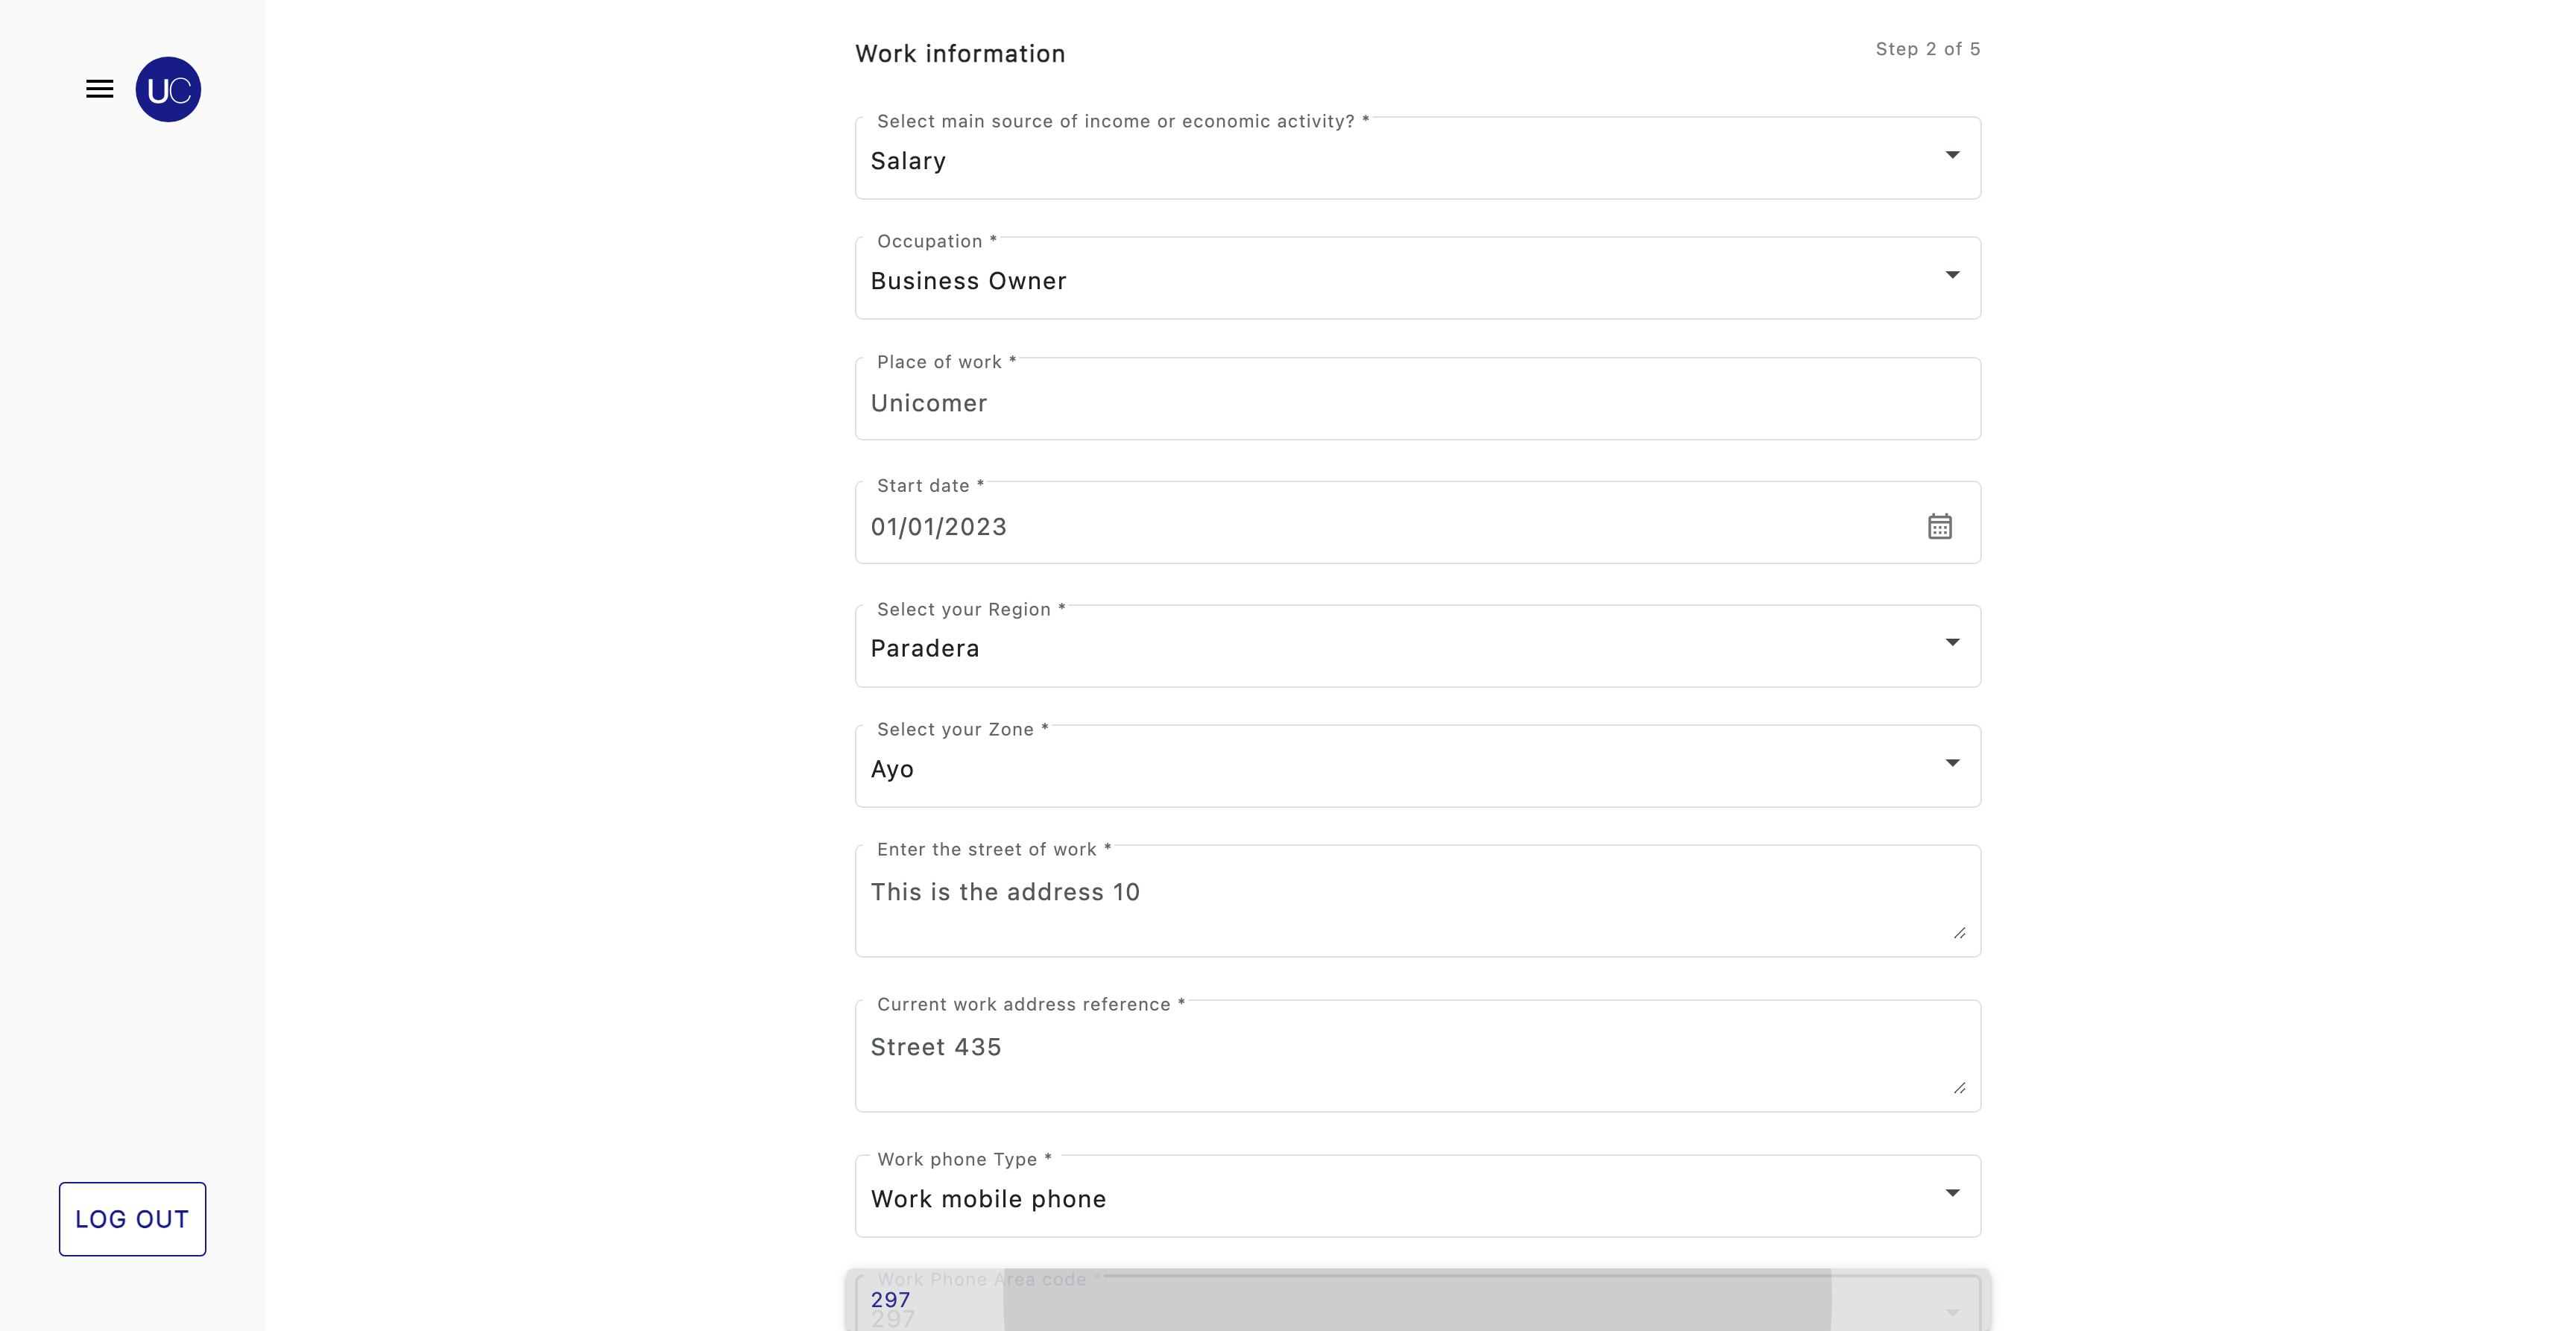 UC
Work information
Step 2 of 5
Select main source of income or economic activity? *
Salary
Occupation *
Business Owner
Place of work *
Unicomer
Start date *
01/01/2023
Select your Region *
Paradera
Select your Zone *
Ayo
Enter the street of work *
This is the address 10
Current work address reference *
Street 435
Work phone Type *
Work mobile phone
Work Phone Area code *
297
297
LOG OUT